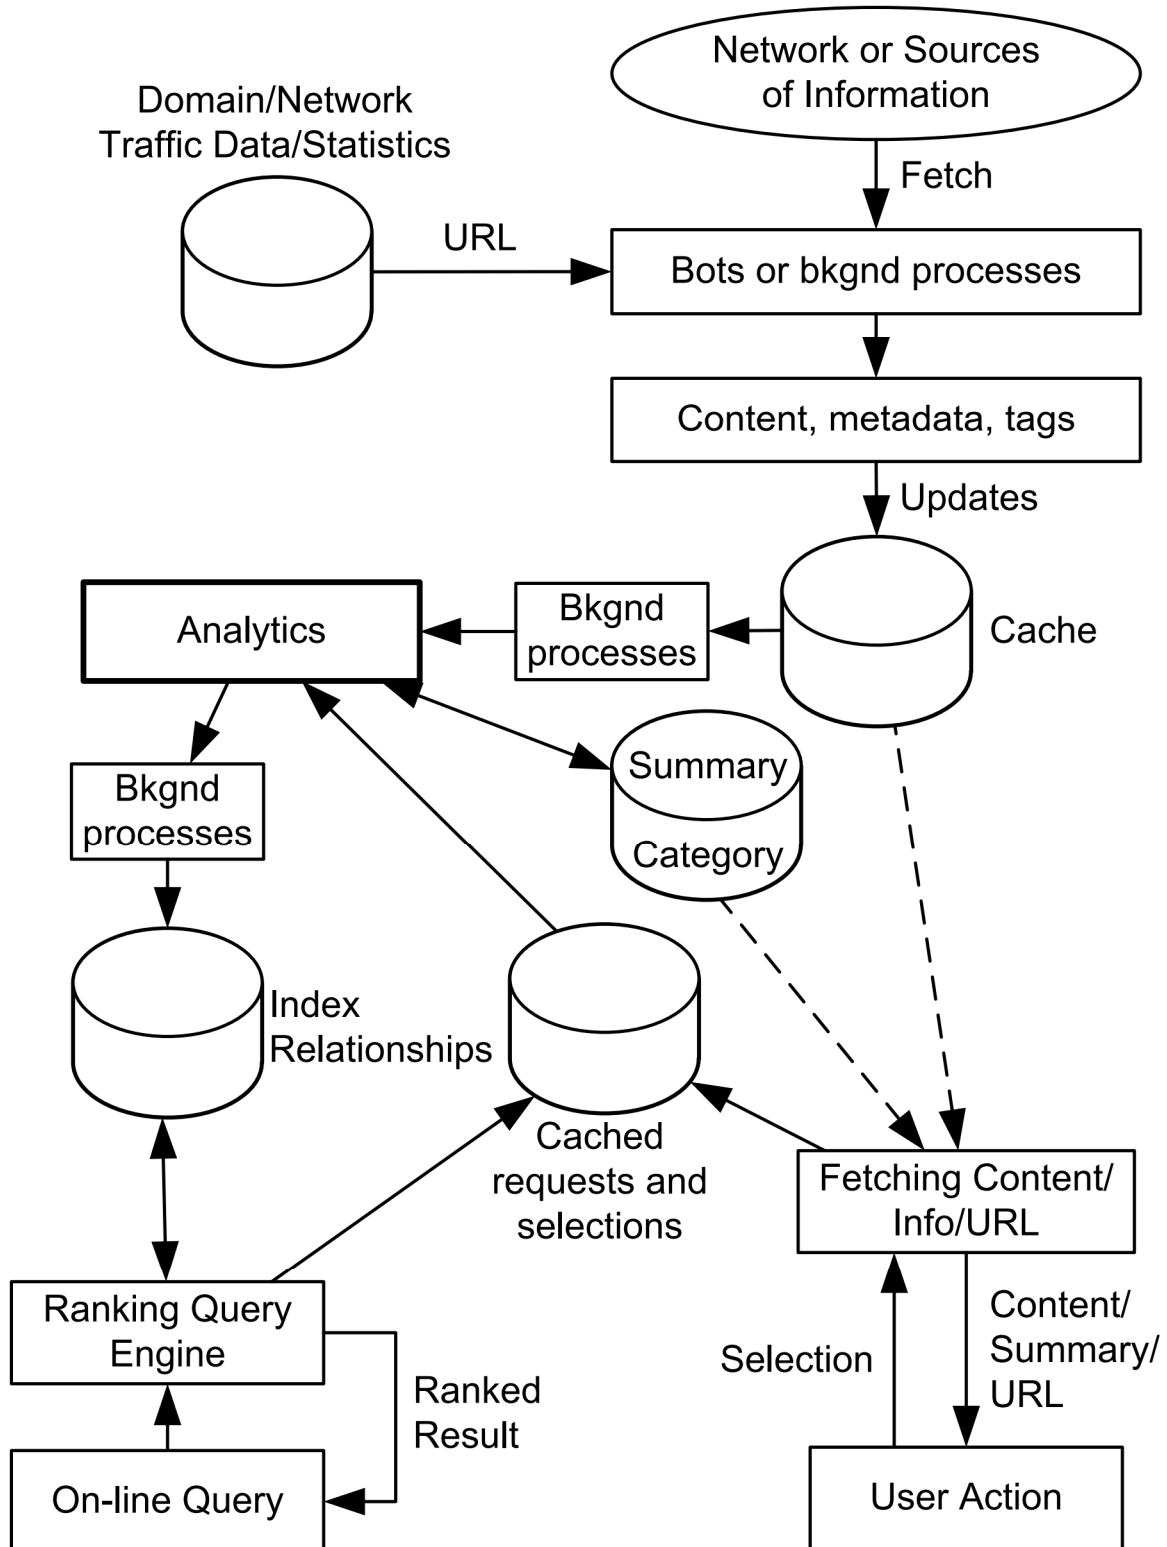 Network or Sources
of Information
Domain/Network
Traffic Data/Statistics
Fetch
URL
Bots or bkgnd processes
Content, metadata, tags
Updates
Analytics
Bkgnd
processes
Cache
Summary
Category
Bkgnd
processes
Index
Relationships
Cached
requests and
selections
Fetching Content/
Info/URL
Ranking Query
Engine
Selection
Content/
Summary/
URL
Ranked
Result
On-line Query
User Action